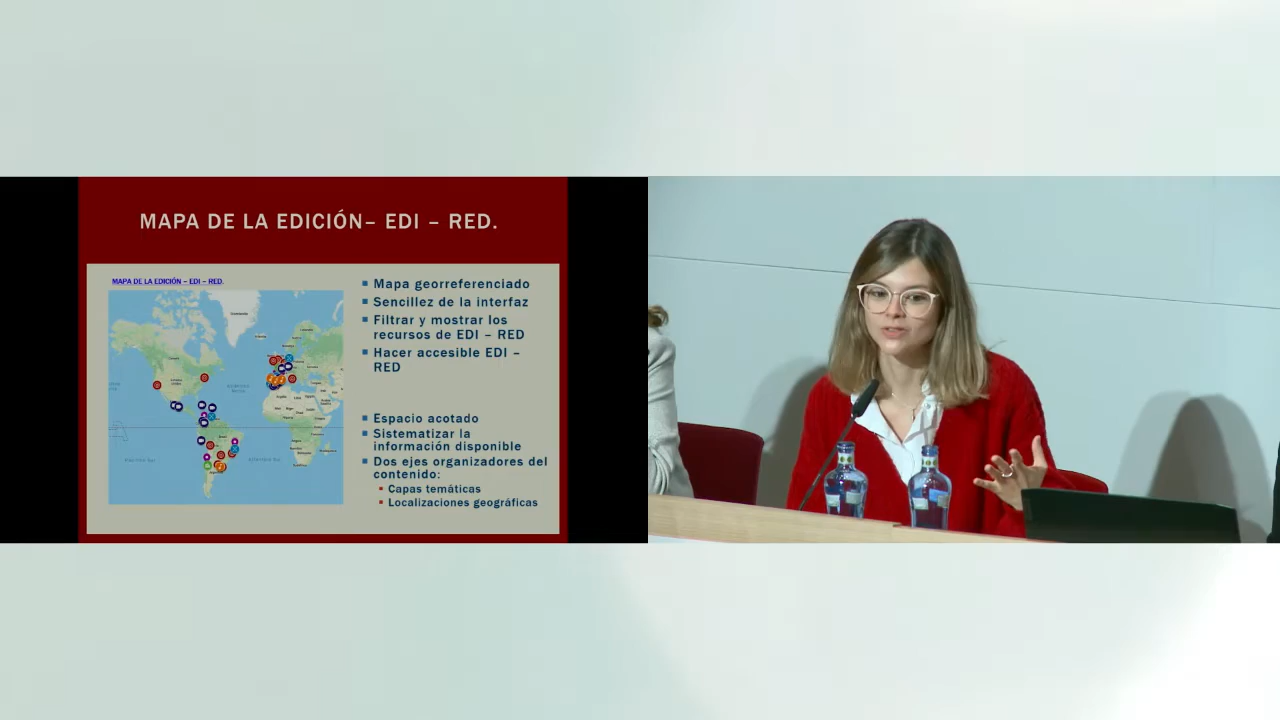 MAPA DE LA EDICIÓN– EDI – RED.
MAPA DE LA EDICIÓN – EDI – RED.
Mapa georreferenciado
Sencillez de la interfaz
Filtrar y mostrar los
recursos de EDI – RED
Hacer accesible EDI –
RED
Espacio acotado
Sistematizar la
información disponible
Dos ejes organizadores del
contenido:
Capas temáticas
Localizaciones geográficas